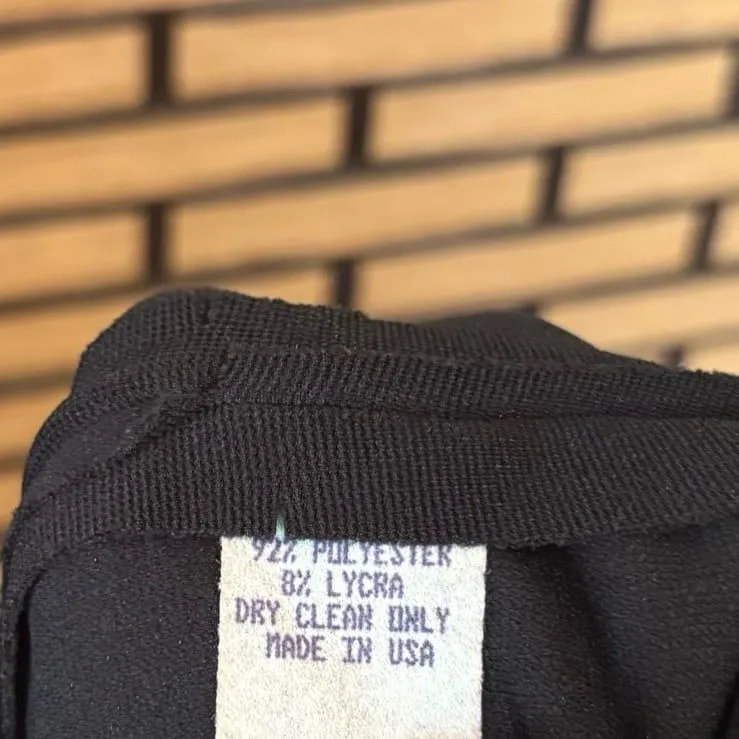 92% POLYESTER
8% LYCRA
DRY CLEAN ONLY
MADE IN USA